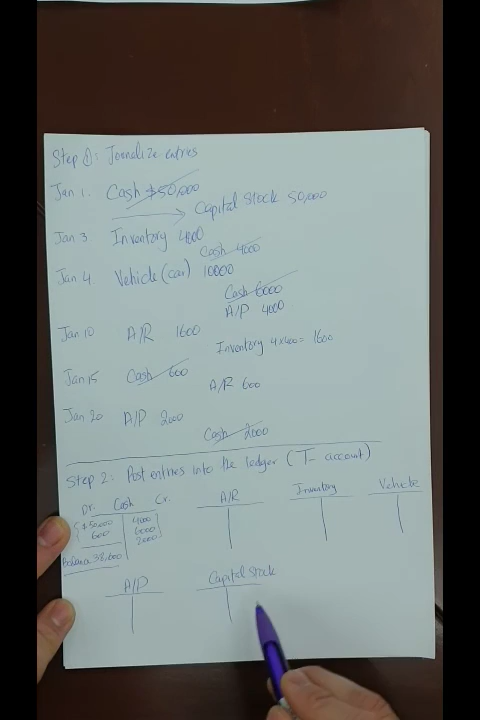 Step ①: Jornalize entries
Jan 1. Cash $50,000
Capital Stock 50,000
Jan 3 Inventory 4000
Cash 4000
Jan 4 Vehicle (car) 10000
Cash 6000
A/P 4000
Jan 10 A/R 1600
Inventory 4x400= 1600
Jan 15 Cash 600
A/R 600
Jan 20 A/P 2000
Cash 2000
Step 2: Post entries into the ledger (T- account)
Dr. Cash Cr.
A/R
Inventory
Vehicle
$50,000 4000
600 6000
2000
Balance 38,600
A/P
Capital Stock